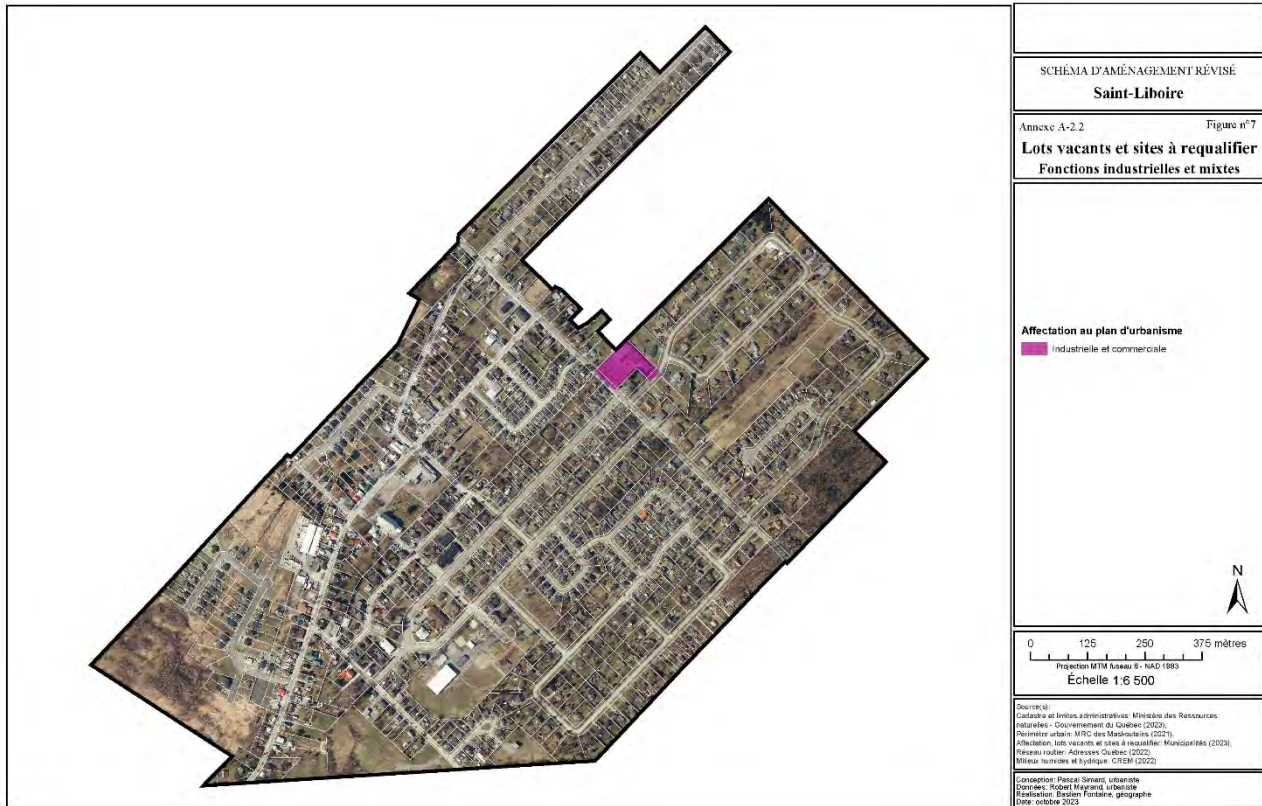 SCHÉMA D'AMÉNAGEMENT RÉVISÉ
Saint-Liboire
Annexe A-2.2 Figure n°7
Lots vacants et sites à requalifier
Fonctions industrielles et mixtes
Affectation au plan d'urbanisme
Industrielle et commerciale
N
0 125 250 375 mètres
Projection MTM fuseau 8 - NAD 1983
Échelle 1:6 500
Source(s):
Cadastre et limites administratives: Ministère des Ressources
naturelles - Gouvernement du Québec (2023),
Périmètre urbain: MRC des Maskoutains (2021),
Affectation, lots vacants et sites à requalifier: Municipalités (2023),
Réseau routier: Adresses Québec (2022)
Milieux humides et hydrique: CREM (2022)
Conception: Pascal Simard, urbaniste
Données: Robert Mayrand, urbaniste
Réalisation: Bastien Fontaine, géographe
Date: octobre 2023